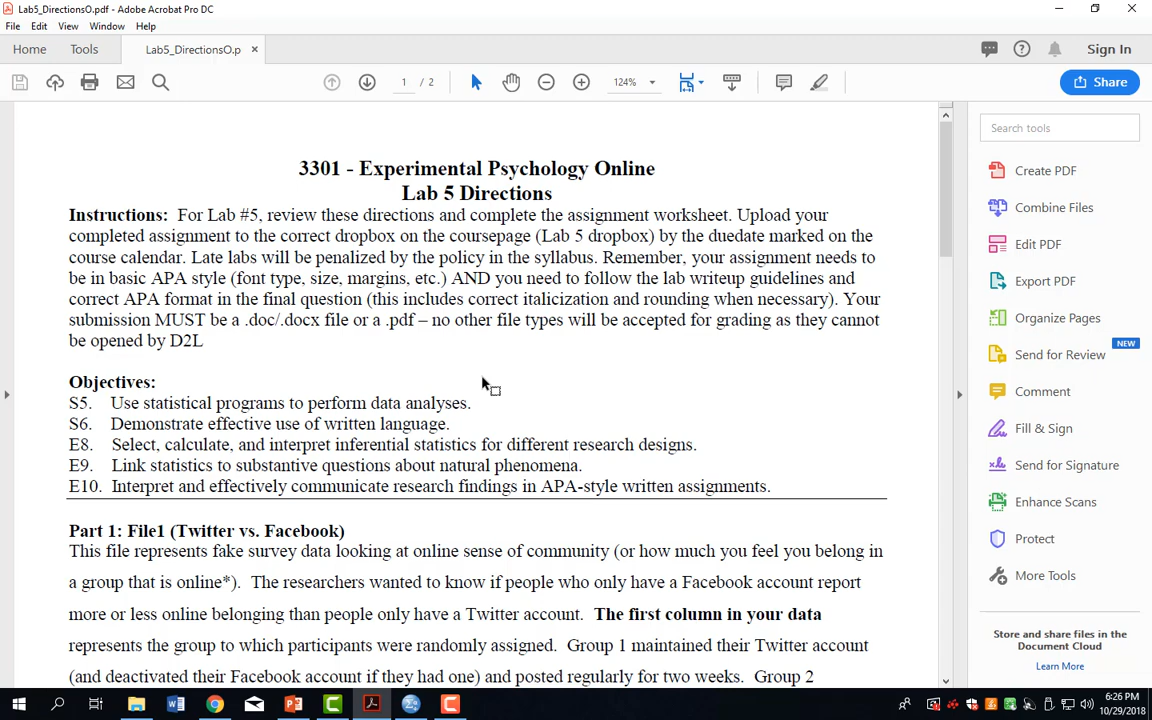 Lab5_DirectionsO.pdf - Adobe Acrobat Pro DC
File Edit View Window Help
Home Tools Lab5_DirectionsO.p × Sign In
1 / 2 124% Share
3301 - Experimental Psychology Online
Lab 5 Directions
Instructions: For Lab #5, review these directions and complete the assignment worksheet. Upload your
completed assignment to the correct dropbox on the coursepage (Lab 5 dropbox) by the duedate marked on the
course calendar. Late labs will be penalized by the policy in the syllabus. Remember, your assignment needs to
be in basic APA style (font type, size, margins, etc.) AND you need to follow the lab writeup guidelines and
correct APA format in the final question (this includes correct italicization and rounding when necessary). Your
submission MUST be a .doc/.docx file or a .pdf – no other file types will be accepted for grading as they cannot
be opened by D2L
Objectives:
S5. Use statistical programs to perform data analyses.
S6. Demonstrate effective use of written language.
E8. Select, calculate, and interpret inferential statistics for different research designs.
E9. Link statistics to substantive questions about natural phenomena.
E10. Interpret and effectively communicate research findings in APA-style written assignments.
Part 1: File1 (Twitter vs. Facebook)
This file represents fake survey data looking at online sense of community (or how much you feel you belong in
a group that is online*). The researchers wanted to know if people who only have a Facebook account report
more or less online belonging than people only have a Twitter account. The first column in your data
represents the group to which participants were randomly assigned. Group 1 maintained their Twitter account
(and deactivated their Facebook account if they had one) and posted regularly for two weeks. Group 2
Search tools
Create PDF
Combine Files
Edit PDF
Export PDF
Organize Pages
NEW
Send for Review
Comment
Fill & Sign
Send for Signature
Enhance Scans
Protect
More Tools
Store and share files in the
Document Cloud
Learn More
6:26 PM
10/29/2018